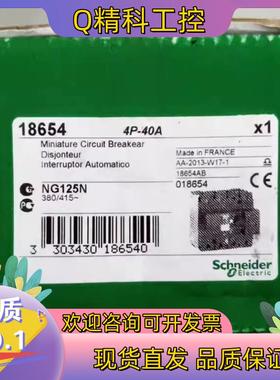 Q精科工控
18654
4P-40A
x1
Miniature Circuit Breakear
Disjonteur
Interruptor Automatico
Made in FRANCE
AA-2013-W17-1
18654AB
018654
NG125N
380/415~
3 303430 186540
Schneider
Electric
质
0.1
欢迎咨询可开发票
现货直发 品质保证